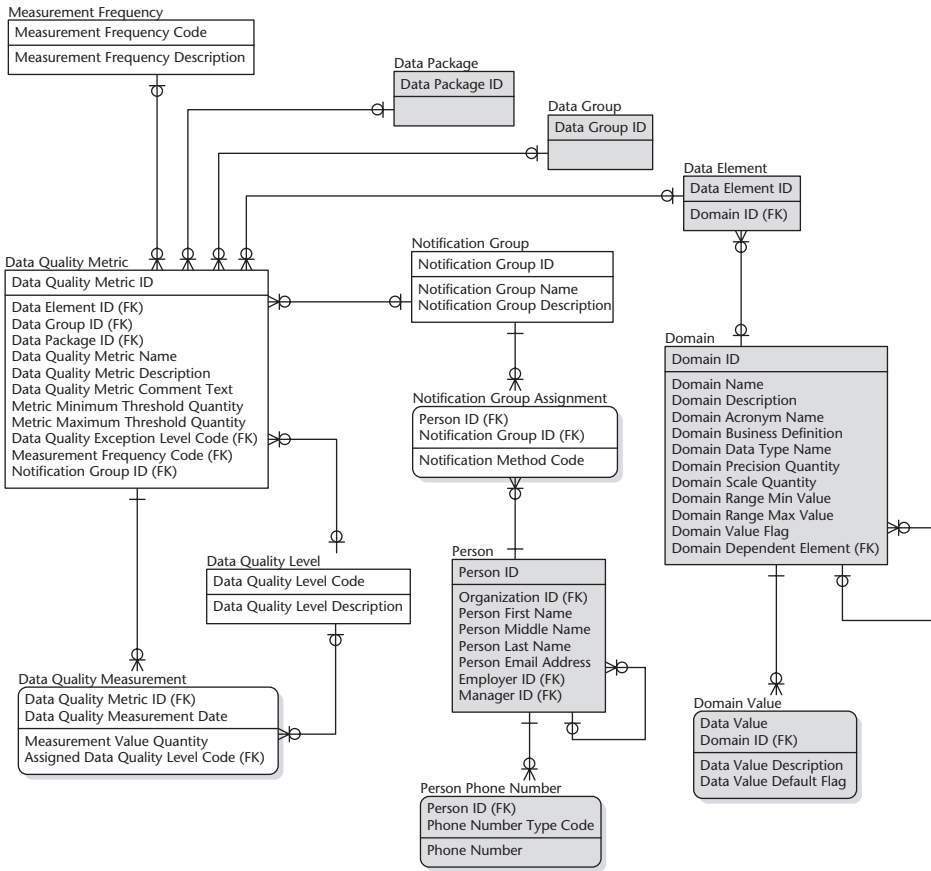 Measurement Frequency
Measurement Frequency Code
Measurement Frequency Description
Data Package
Data Package ID
Data Group
Data Group ID
Data Element
Data Element ID
Domain ID (FK)
Data Quality Metric
Data Quality Metric ID
Data Element ID (FK)
Data Group ID (FK)
Data Package ID (FK)
Data Quality Metric Name
Data Quality Metric Description
Data Quality Metric Comment Text
Metric Minimum Threshold Quantity
Metric Maximum Threshold Quantity
Data Quality Exception Level Code (FK)
Measurement Frequency Code (FK)
Notification Group ID (FK)
Notification Group
Notification Group ID
Notification Group Name
Notification Group Description
Notification Group Assignment
Person ID (FK)
Notification Group ID (FK)
Notification Method Code
Domain
Domain ID
Domain Name
Domain Description
Domain Acronym Name
Domain Business Definition
Domain Data Type Name
Domain Precision Quantity
Domain Scale Quantity
Domain Range Min Value
Domain Range Max Value
Domain Value Flag
Domain Dependent Element (FK)
Data Quality Level
Data Quality Level Code
Data Quality Level Description
Person
Person ID
Organization ID (FK)
Person First Name
Person Middle Name
Person Last Name
Person Email Address
Employer ID (FK)
Manager ID (FK)
Data Quality Measurement
Data Quality Metric ID (FK)
Data Quality Measurement Date
Measurement Value Quantity
Assigned Data Quality Level Code (FK)
Domain Value
Data Value
Domain ID (FK)
Data Value Description
Data Value Default Flag
Person Phone Number
Person ID (FK)
Phone Number Type Code
Phone Number